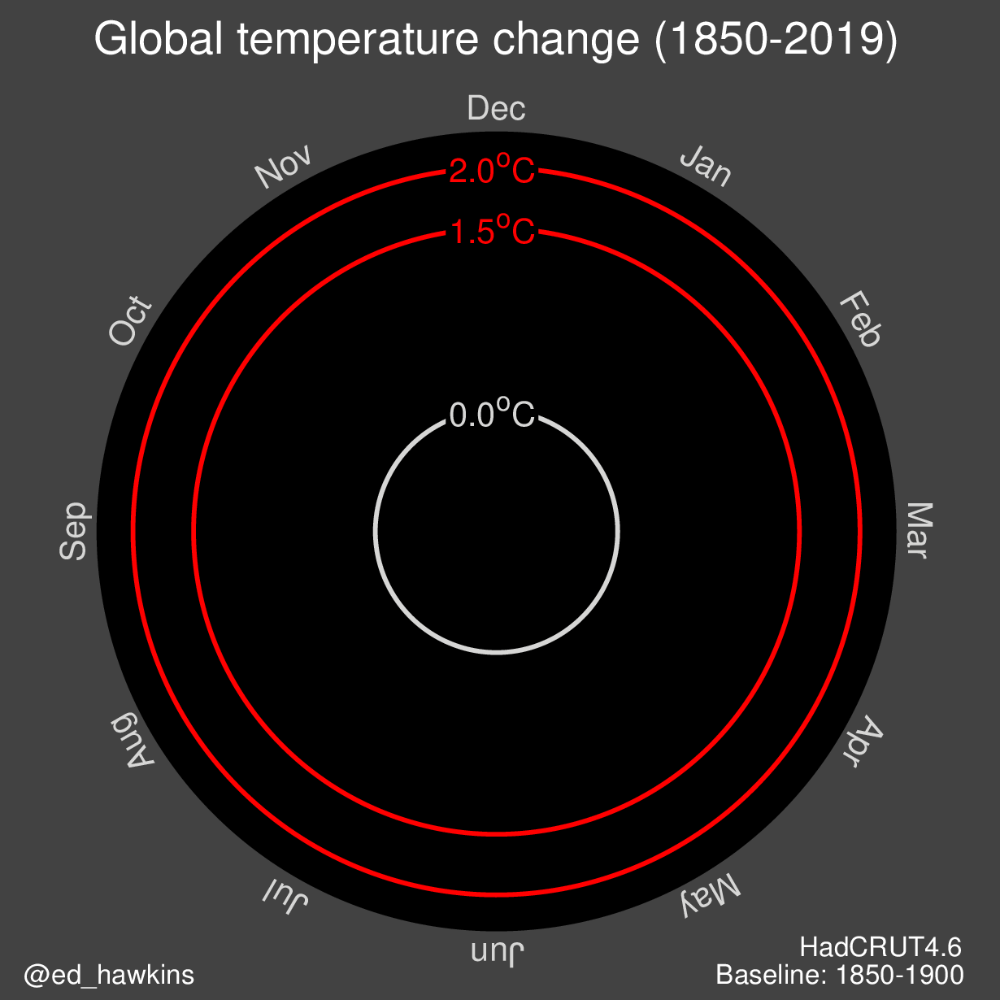 Global temperature change (1850-2019)
Dec
Nov
Jan
2.0°C
1.5°C
Oct
Feb
0.0°C
Sep
Mar
Aug
Apr
Jul
May
Jun
HadCRUT4.6
@ed_hawkins
Baseline: 1850-1900